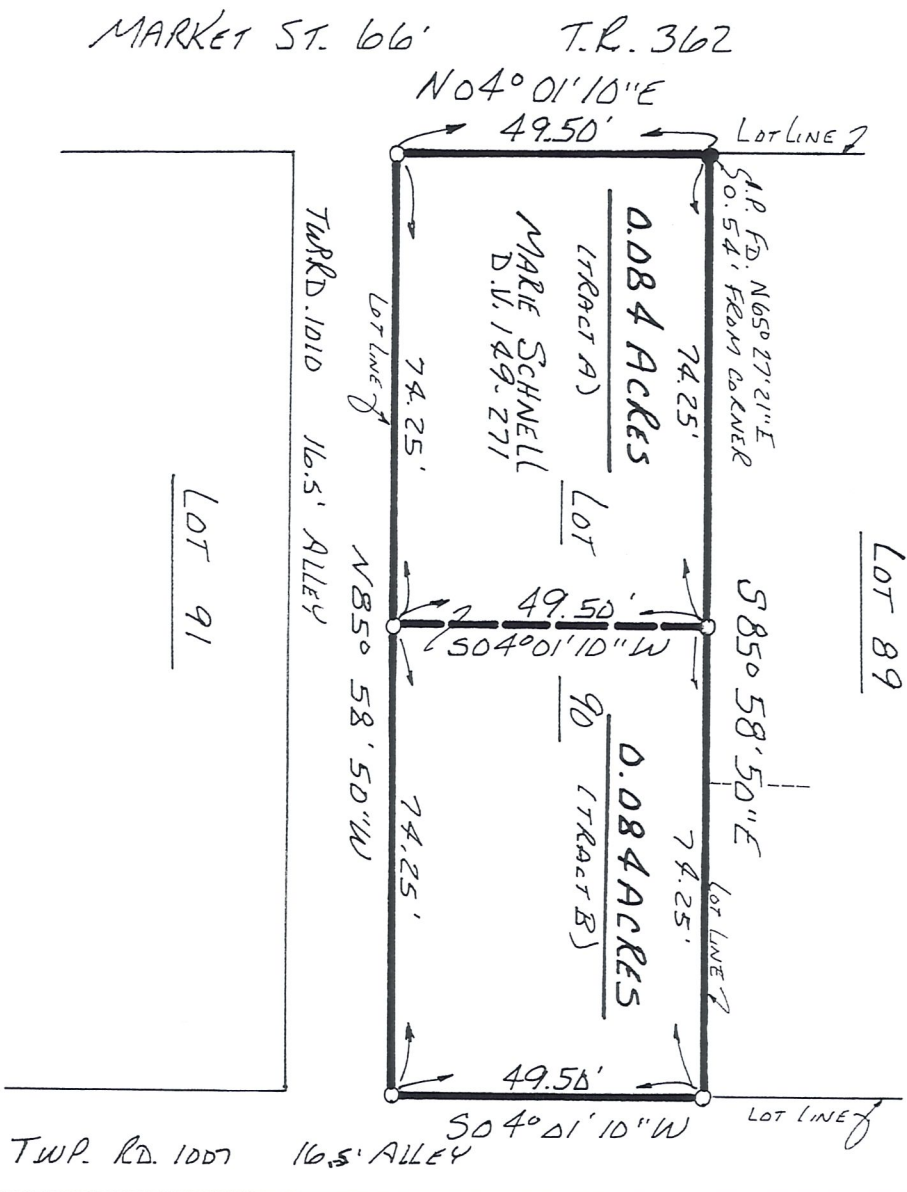 MARKET ST. 66' T.R. 362
N 04° 01' 10" E
49.50'
LOT LINE
I.P. FD. N65° 27' 21" E
0.54' FROM CORNER
0.084 ACRES
(TRACT A)
MARIE SCHNELL
D.V. 149-271
74.25'
74.25'
LOT LINE
TWP RD. 1010 16.5' ALLEY
LOT
LOT 91
LOT 89
N85° 58' 50" W
S85° 58' 50" E
49.50'
S04° 01' 10" W
90
0.084 ACRES
(TRACT B)
74.25'
74.25'
LOT LINE
49.50'
S04° 01' 10" W
LOT LINE
TWP. RD. 1007 16.5' ALLEY